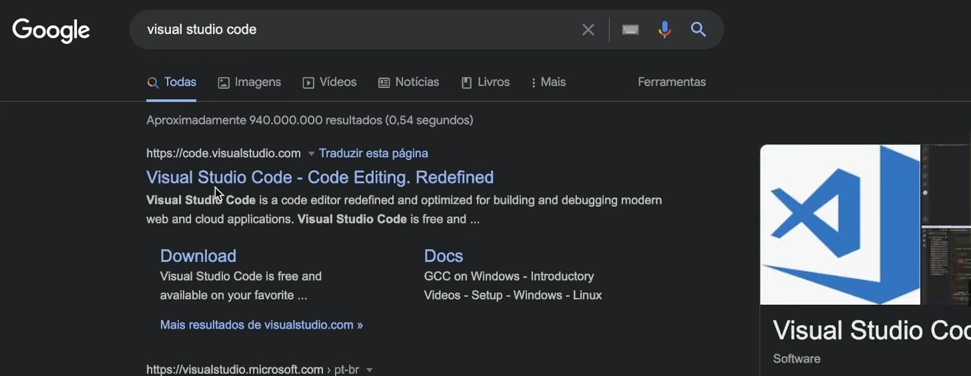 Google
visual studio code
Todas Imagens Vídeos Notícias Livros Mais Ferramentas
Aproximadamente 940.000.000 resultados (0,54 segundos)
https://code.visualstudio.com Traduzir esta página
Visual Studio Code - Code Editing. Redefined
Visual Studio Code is a code editor redefined and optimized for building and debugging modern
web and cloud applications. Visual Studio Code is free and ...
Download
Visual Studio Code is free and
available on your favorite ...
Docs
GCC on Windows - Introductory
Videos - Setup - Windows - Linux
Mais resultados de visualstudio.com »
https://visualstudio.microsoft.com › pt-br
Visual Studio Cod
Software